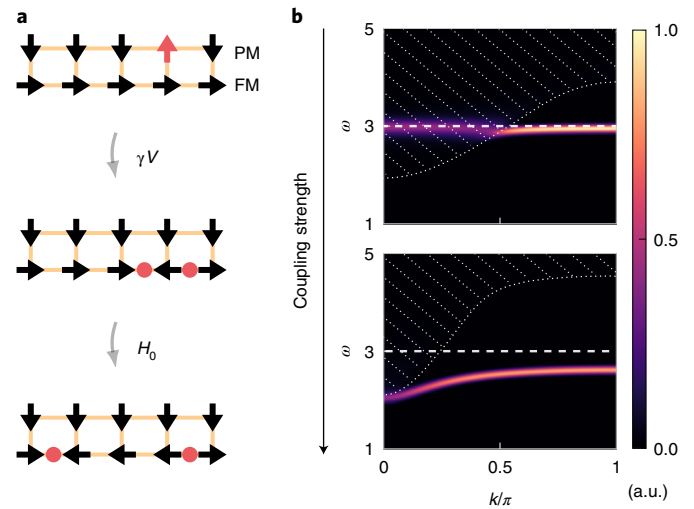 a
PM
FM
γV
H0
b
Coupling strength
5
3
1
ω
5
3
1
ω
0
0.5
1
k/π
1.0
0.5
0.0
(a.u.)